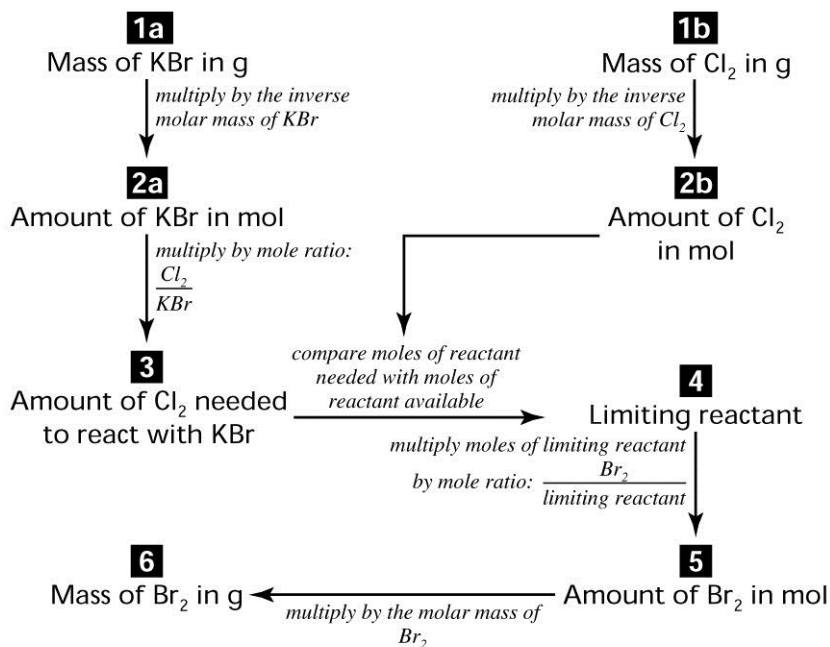 1a
Mass of KBr in g
multiply by the inverse
molar mass of KBr
1b
Mass of Cl₂ in g
multiply by the inverse
molar mass of Cl₂
2a
Amount of KBr in mol
multiply by mole ratio:
Cl₂
KBr
2b
Amount of Cl₂
in mol
3
Amount of Cl₂ needed
to react with KBr
compare moles of reactant
needed with moles of
reactant available
4
Limiting reactant
multiply moles of limiting reactant
by mole ratio: Br₂
limiting reactant
5
Amount of Br₂ in mol
multiply by the molar mass of
Br₂
6
Mass of Br₂ in g